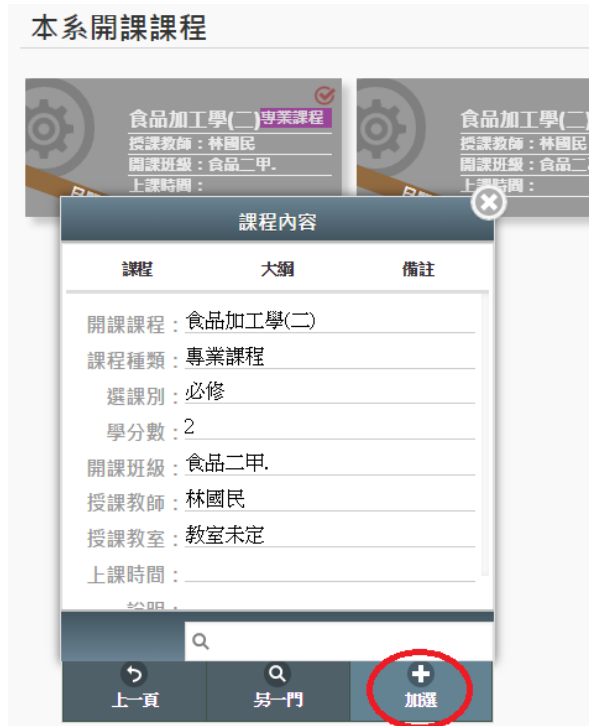 本系開課課程
食品加工學(二)專業課程
授課教師：林國民
開課班級：食品二甲.
上課時間：
食品加工學(二)
授課教師：林國民
開課班級：食品二
上課時間：
課程內容
課程 大綱 備註
開課課程：食品加工學(二)
課程種類：專業課程
選課別：必修
學分數：2
開課班級：食品二甲.
授課教師：林國民
授課教室：教室未定
上課時間：
說明：
上一頁 另一門 加選